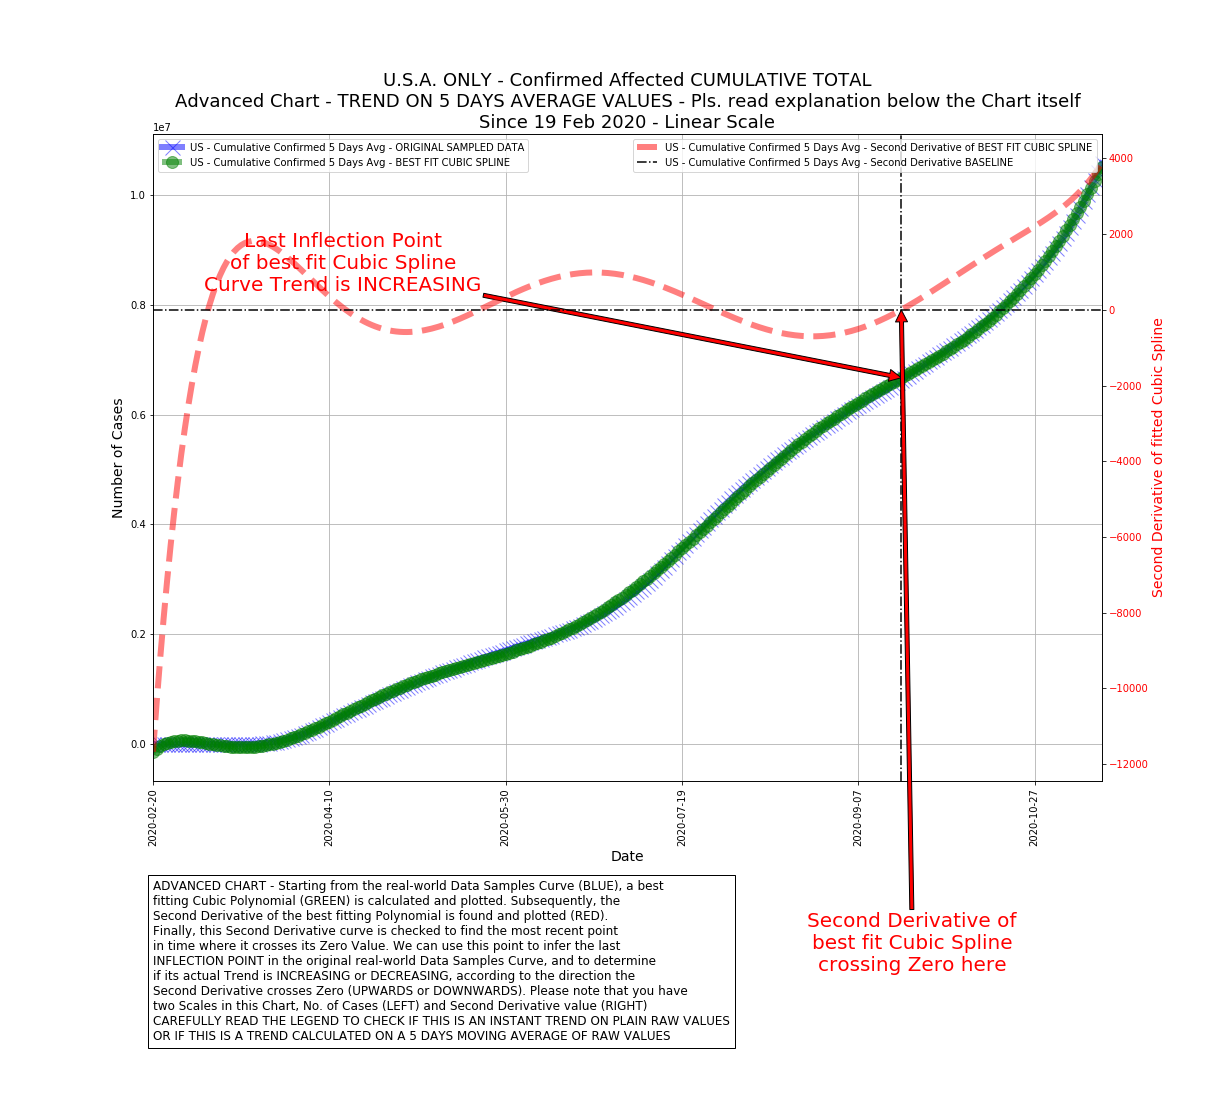 U.S.A. ONLY - Confirmed Affected CUMULATIVE TOTAL
Advanced Chart - TREND ON 5 DAYS AVERAGE VALUES - Pls. read explanation below the Chart itself
Since 19 Feb 2020 - Linear Scale
1e7
US - Cumulative Confirmed 5 Days Avg - ORIGINAL SAMPLED DATA
US - Cumulative Confirmed 5 Days Avg - BEST FIT CUBIC SPLINE
US - Cumulative Confirmed 5 Days Avg - Second Derivative of BEST FIT CUBIC SPLINE
US - Cumulative Confirmed 5 Days Avg - Second Derivative BASELINE
Last Inflection Point
of best fit Cubic Spline
Curve Trend is INCREASING
Number of Cases
1.0
0.8
0.6
0.4
0.2
0.0
4000
2000
0
−2000
−4000
−6000
−8000
−10000
−12000
Second Derivative of fitted Cubic Spline
2020-02-20
2020-04-10
2020-05-30
2020-07-19
2020-09-07
2020-10-27
Date
ADVANCED CHART - Starting from the real-world Data Samples Curve (BLUE), a best
fitting Cubic Polynomial (GREEN) is calculated and plotted. Subsequently, the
Second Derivative of the best fitting Polynomial is found and plotted (RED).
Finally, this Second Derivative curve is checked to find the most recent point
in time where it crosses its Zero Value. We can use this point to infer the last
INFLECTION POINT in the original real-world Data Samples Curve, and to determine
if its actual Trend is INCREASING or DECREASING, according to the direction the
Second Derivative crosses Zero (UPWARDS or DOWNWARDS). Please note that you have
two Scales in this Chart, No. of Cases (LEFT) and Second Derivative value (RIGHT)
CAREFULLY READ THE LEGEND TO CHECK IF THIS IS AN INSTANT TREND ON PLAIN RAW VALUES
OR IF THIS IS A TREND CALCULATED ON A 5 DAYS MOVING AVERAGE OF RAW VALUES
Second Derivative of
best fit Cubic Spline
crossing Zero here